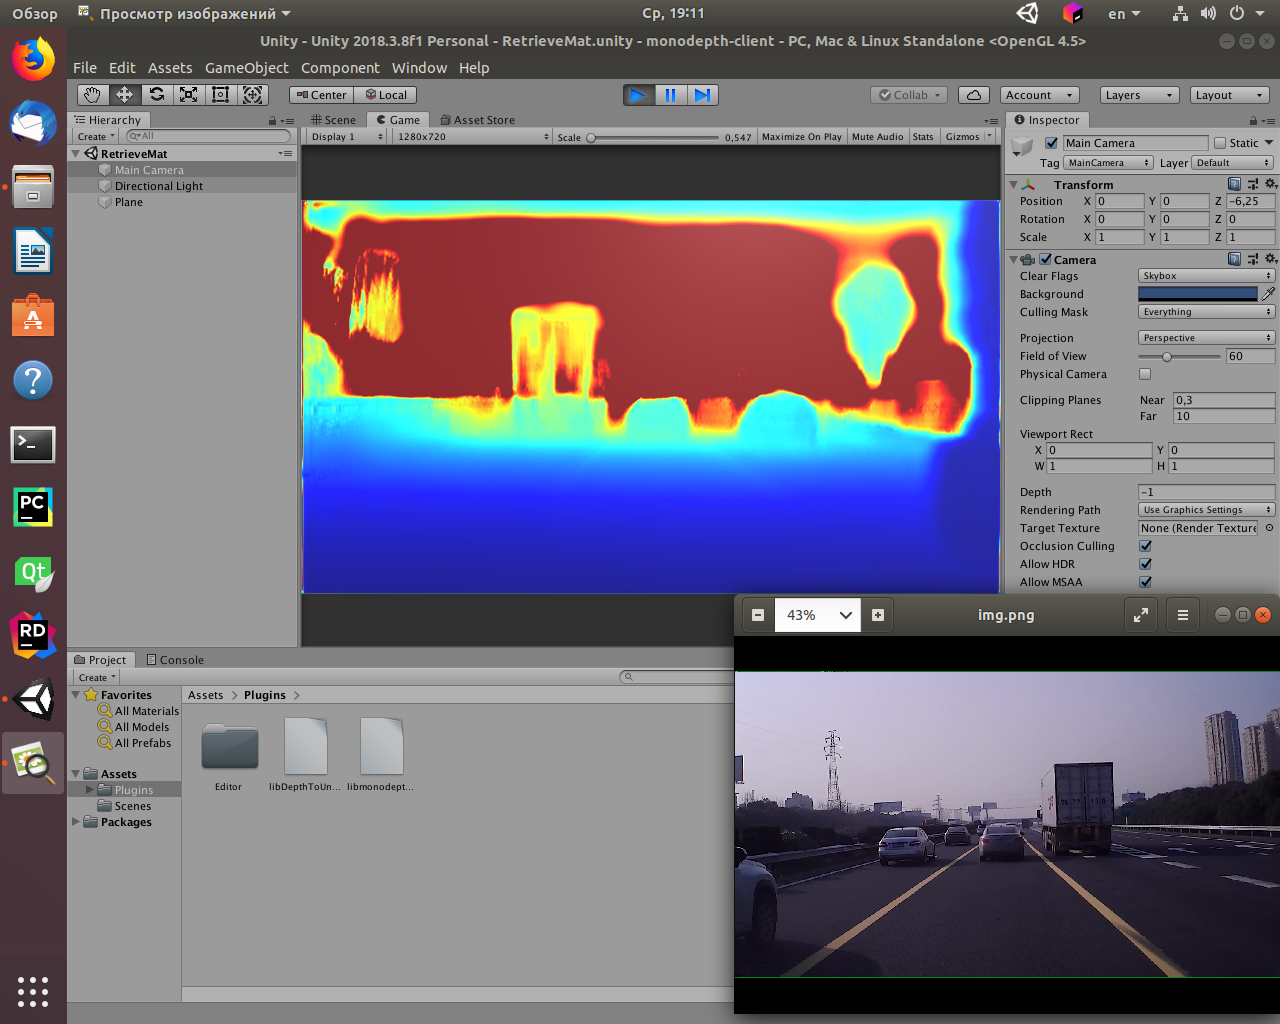 Обзор
Просмотр изображений
Ср, 19:11
en
Unity - Unity 2018.3.8f1 Personal - RetrieveMat.unity - monodepth-client - PC, Mac & Linux Standalone <OpenGL 4.5>
File Edit Assets GameObject Component Window Help
Center Local
Collab Account Layers Layout
Hierarchy
Create All
RetrieveMat
Main Camera
Directional Light
Plane
Scene Game Asset Store
Display 1 1280x720 Scale 0,547 Maximize On Play Mute Audio Stats Gizmos
Inspector
Main Camera Static
Tag MainCamera Layer Default
Transform
Position X 0 Y 0 Z -6,25
Rotation X 0 Y 0 Z 0
Scale X 1 Y 1 Z 1
Camera
Clear Flags Skybox
Background
Culling Mask Everything
Projection Perspective
Field of View 60
Physical Camera
Clipping Planes Near 0,3
Far 10
Viewport Rect
X 0 Y 0
W 1 H 1
Depth -1
Rendering Path Use Graphics Settings
Target Texture None (Render Texture
Occlusion Culling
Allow HDR
Allow MSAA
Project Console
Create
Favorites
All Materials
All Models
All Prefabs
Assets
Plugins
Scenes
Packages
Assets > Plugins >
Editor libDepthToUn... libmonodept...
43% img.png
PC
Qt
RD